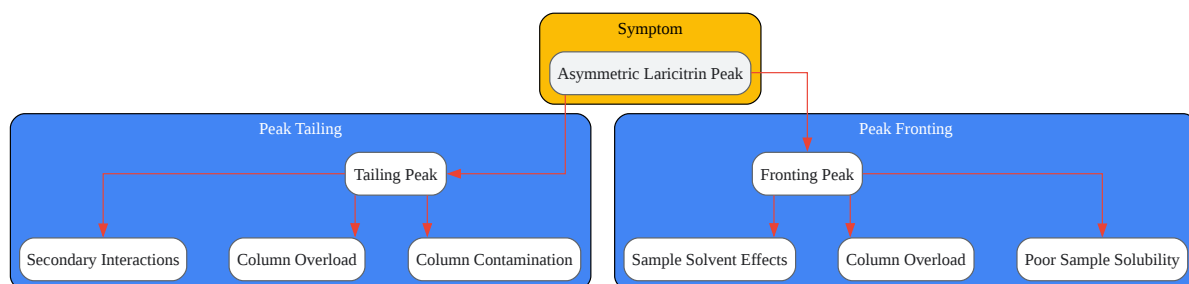 Symptom
Asymmetric Laricitrin Peak
Peak Tailing
Peak Fronting
Tailing Peak
Fronting Peak
Secondary Interactions
Column Overload
Column Contamination
Sample Solvent Effects
Column Overload
Poor Sample Solubility